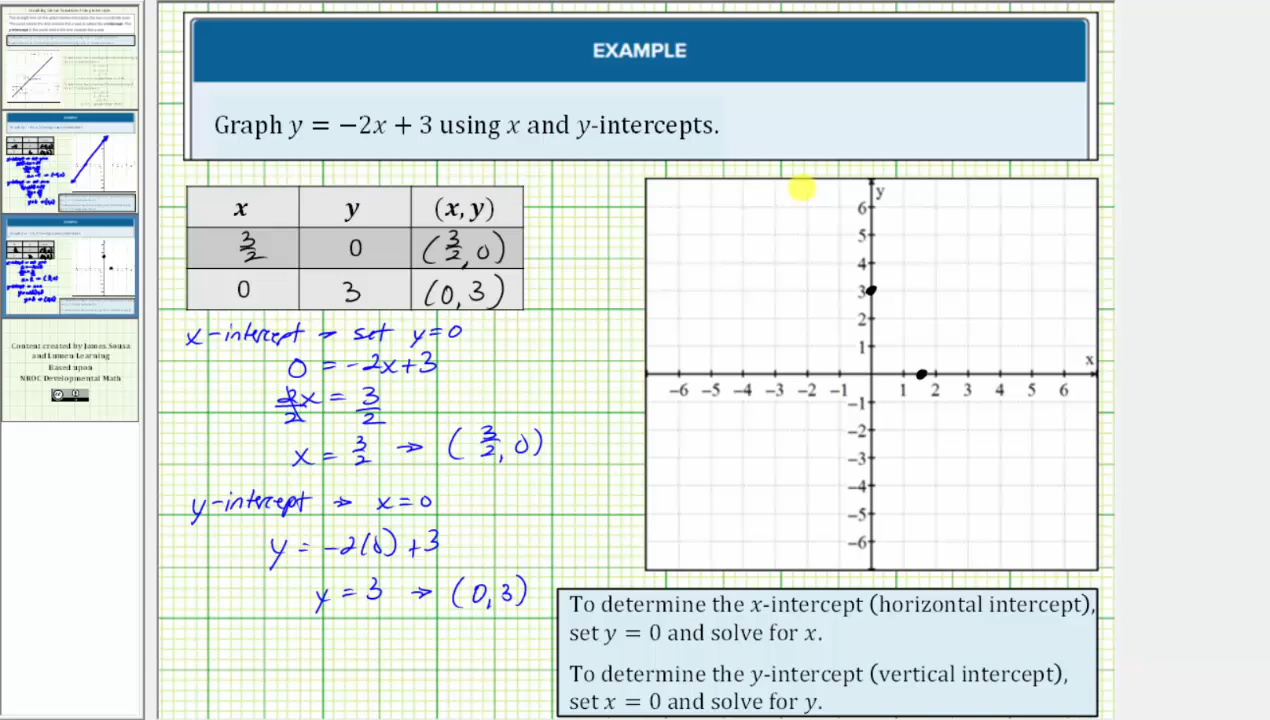 EXAMPLE
Graph y = −2x + 3 using x and y-intercepts.
x y (x, y)
3/2 0 (3/2, 0)
0 3 (0, 3)
x-intercept → set y=0
0 = -2x+3
2x/2 = 3/2
x = 3/2 → (3/2, 0)
y-intercept → x=0
y = -2(0) +3
y = 3 → (0, 3)
y
6
5
4
3
2
1
x
−6 −5 −4 −3 −2 −1 1 2 3 4 5 6
−1
−2
−3
−4
−5
−6
To determine the x-intercept (horizontal intercept),
set y = 0 and solve for x.
To determine the y-intercept (vertical intercept),
set x = 0 and solve for y.
Content created by James Sousa
and Lumen Learning
Based upon
NROC Developmental Math